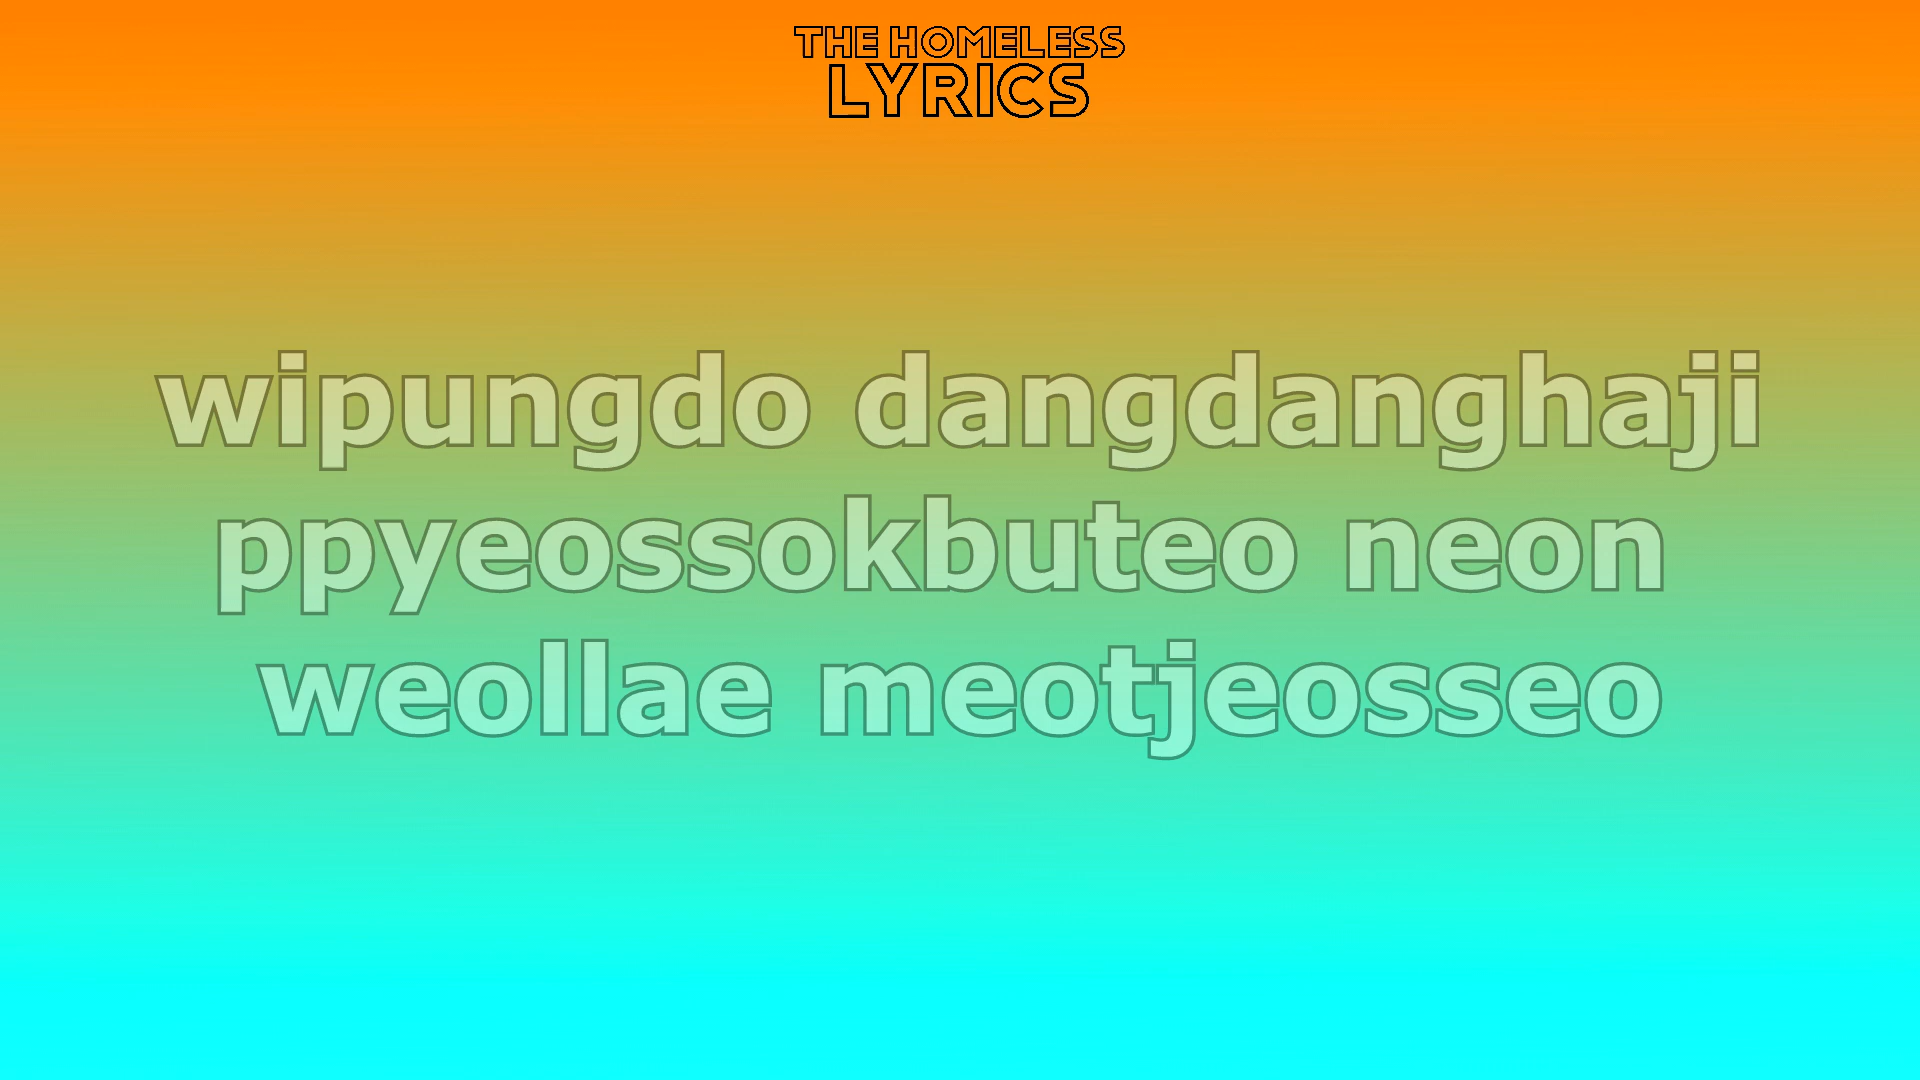 THE HOMELESS
LYRICS
wipungdo dangdanghaji
ppyeossokbuteo neon
weollae meotjeosseo